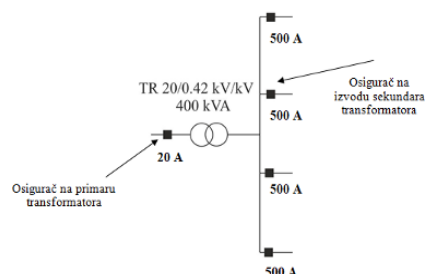 500 A
TR 20/0.42 kV/kV
400 kVA
Osigurač na
izvodu sekundara
transformatora
500 A
20 A
Osigurač na primaru
transformatora
500 A
500 A